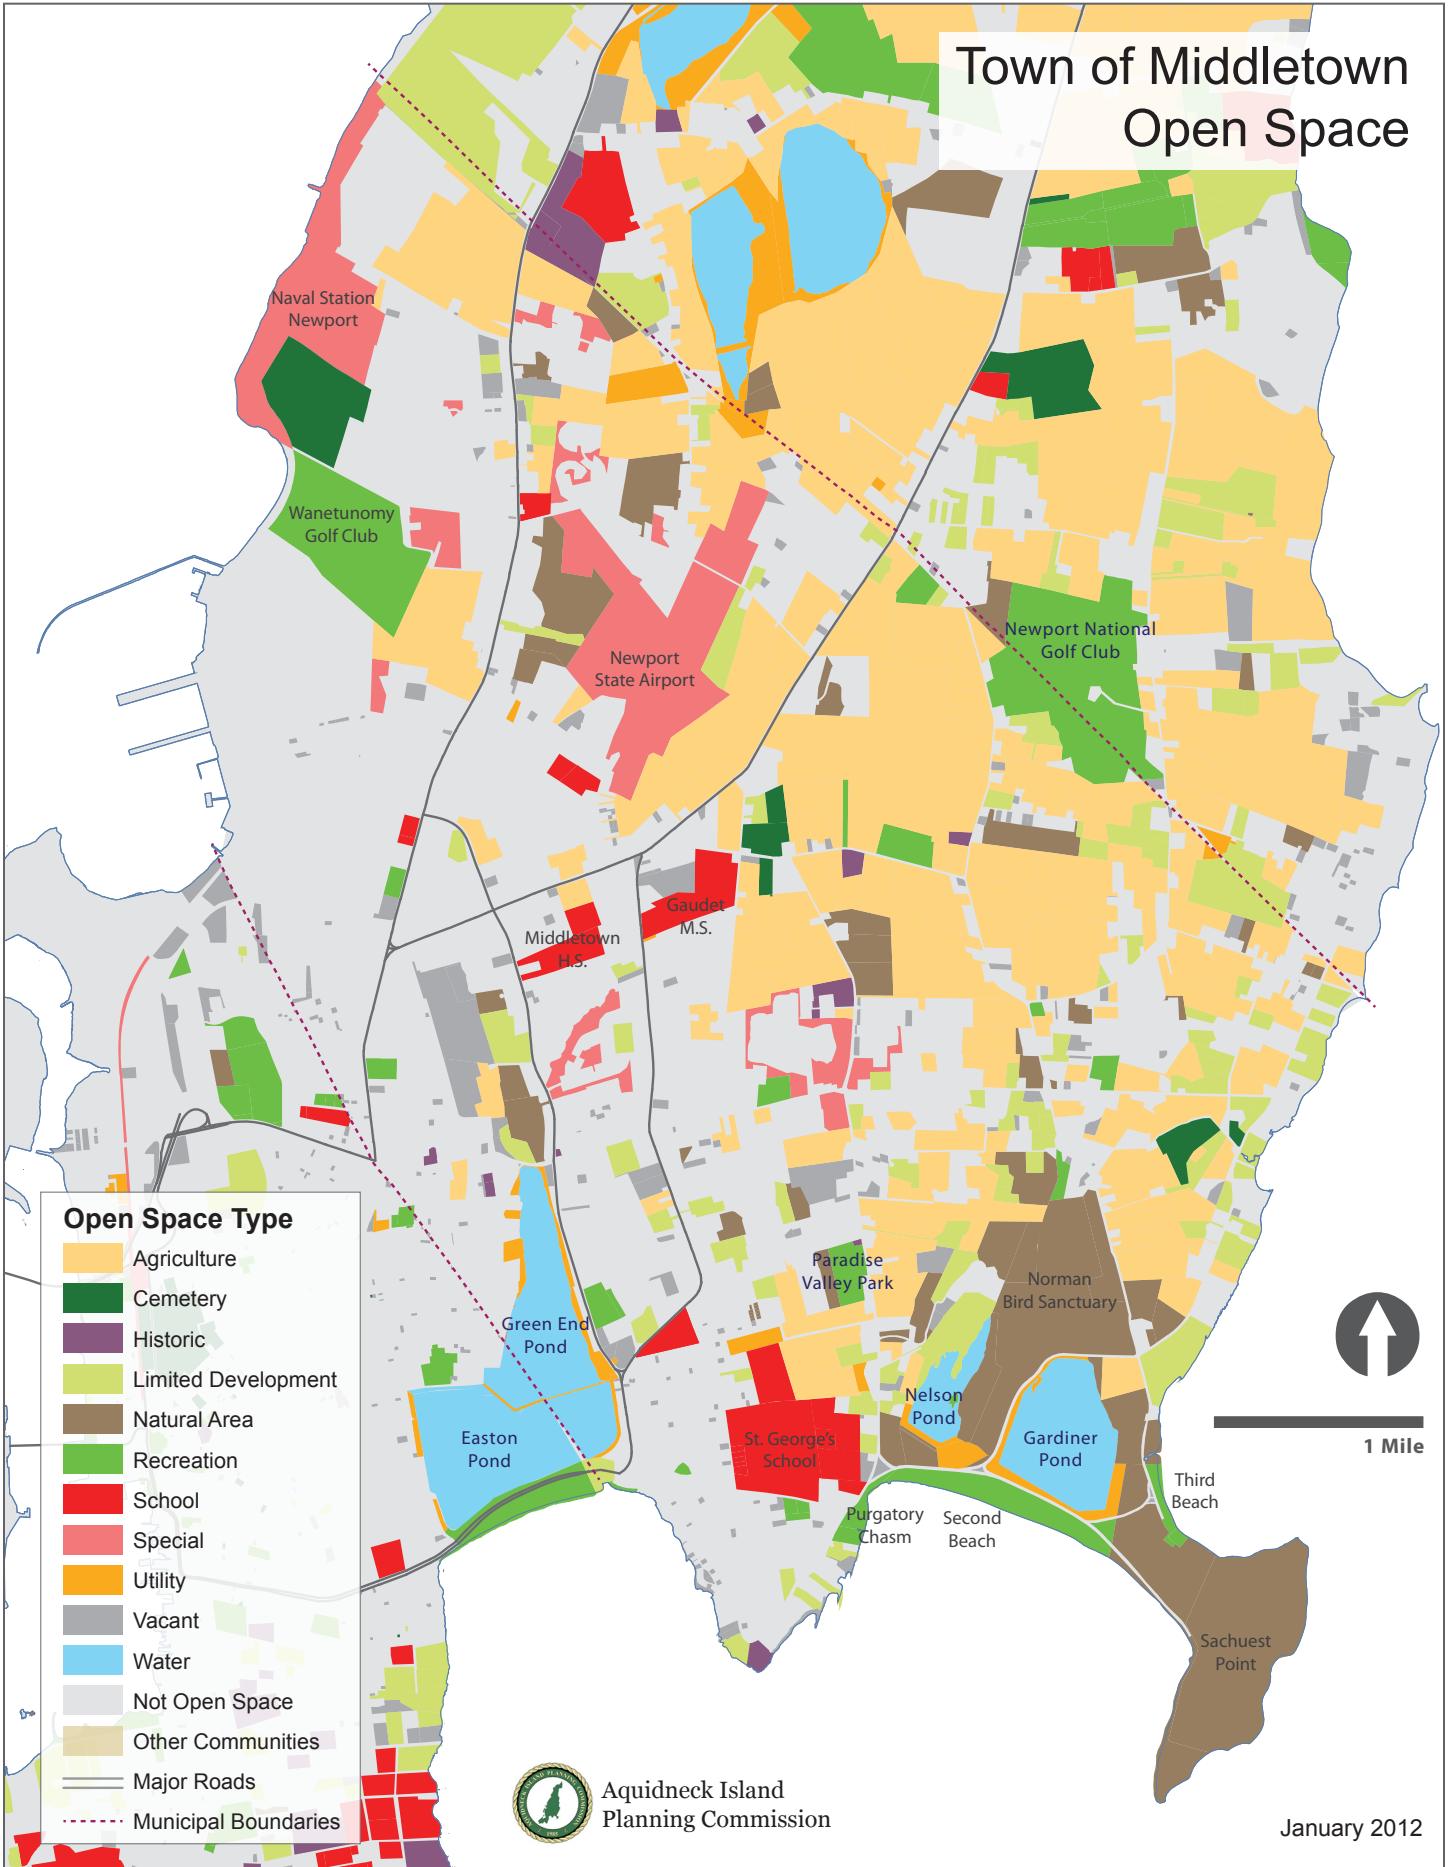 Town of Middletown
Open Space
Naval Station
Newport
Wanetunomy
Golf Club
Newport National
Golf Club
Newport
State Airport
Gaudet
M.S.
Middletown
H.S.
Paradise
Valley Park
Norman
Bird Sanctuary
Green End
Pond
Nelson
Pond
Easton
Pond
St. George's
School
Gardiner
Pond
Third
Beach
Purgatory
Chasm
Second
Beach
Sachuest
Point
1 Mile
Open Space Type
Agriculture
Cemetery
Historic
Limited Development
Natural Area
Recreation
School
Special
Utility
Vacant
Water
Not Open Space
Other Communities
Major Roads
Municipal Boundaries
AQUIDNECK ISLAND PLANNING COMMISSION
Aquidneck Island
Planning Commission
January 2012